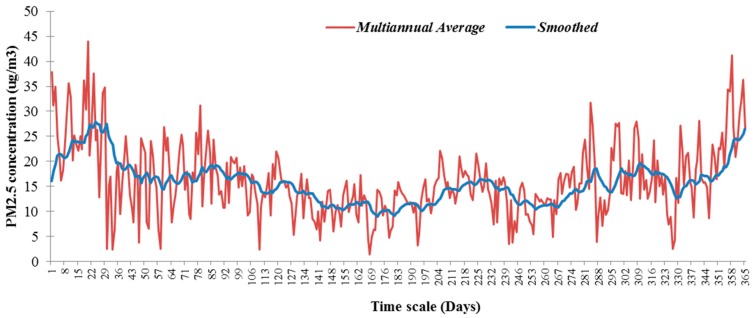 Multiannual Average Smoothed
PM2.5 concentration (ug/m3)
50
45
40
35
30
25
20
15
10
5
0
1 8 15 22 29 36 43 50 57 64 71 78 85 92 99 106 113 120 127 134 141 148 155 162 169 176 183 190 197 204 211 218 225 232 239 246 253 260 267 274 281 288 295 302 309 316 323 330 337 344 351 358 365
Time scale (Days)